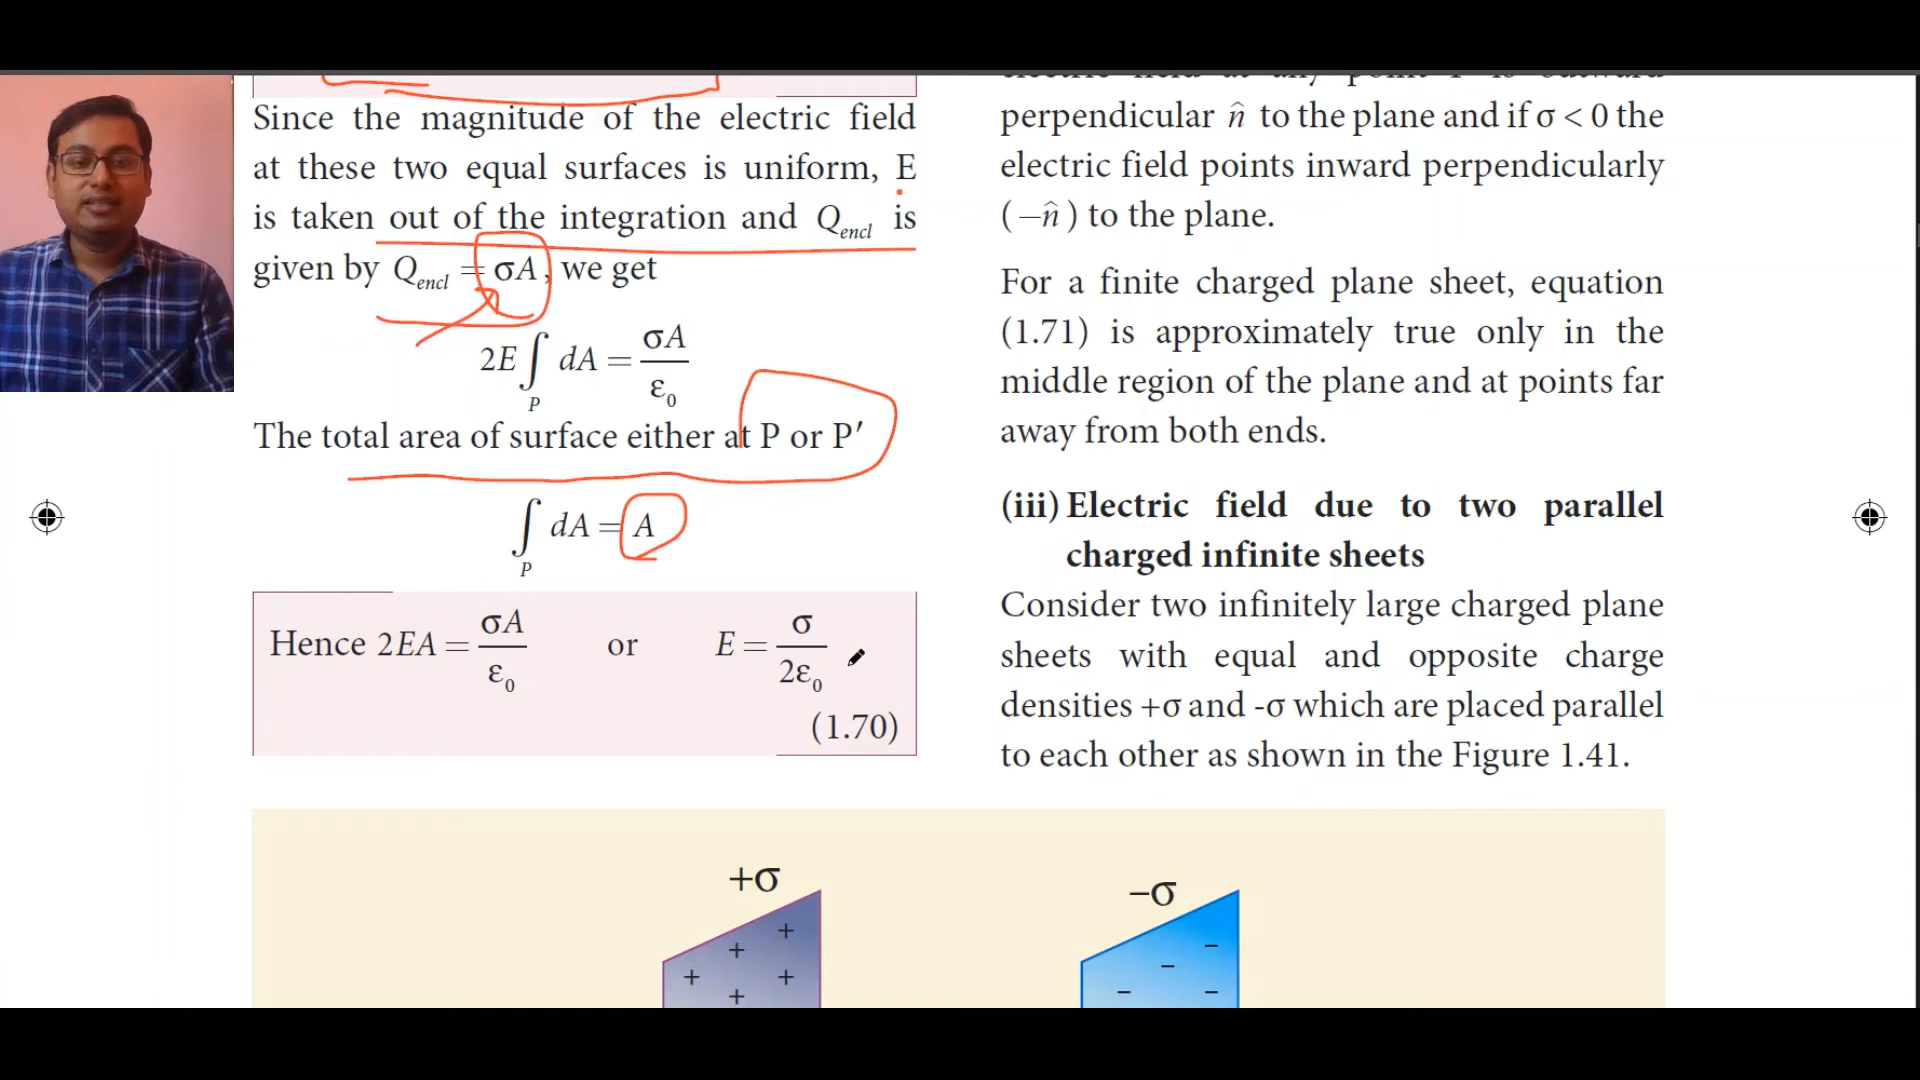 Since the magnitude of the electric field
at these two equal surfaces is uniform, E
is taken out of the integration and Q_encl is
given by Q_encl = σA, we get
2E ∫_P dA = σA/ε₀
The total area of surface either at P or P′
∫_P dA = A
Hence 2EA = σA/ε₀ or E = σ/2ε₀
(1.70)
electric field at any point P is outward
perpendicular n̂ to the plane and if σ < 0 the
electric field points inward perpendicularly
(−n̂) to the plane.
For a finite charged plane sheet, equation
(1.71) is approximately true only in the
middle region of the plane and at points far
away from both ends.
(iii) Electric field due to two parallel
charged infinite sheets
Consider two infinitely large charged plane
sheets with equal and opposite charge
densities +σ and -σ which are placed parallel
to each other as shown in the Figure 1.41.
+σ
−σ